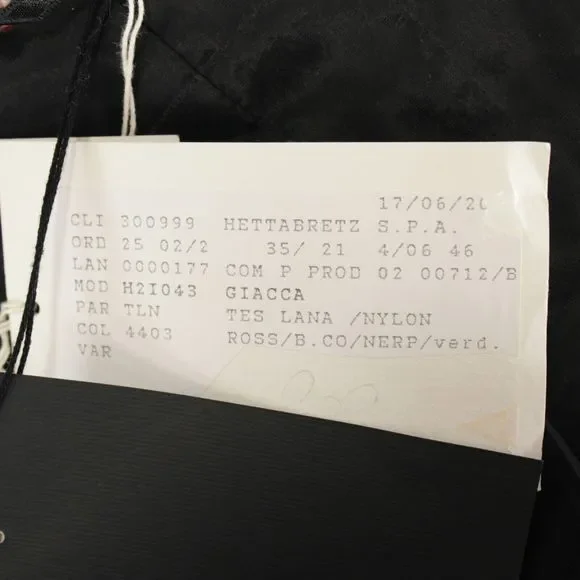 17/06/20
CLI 300999 HETTABRETZ S.P.A.
ORD 25 02/2 35/ 21 4/06 46
LAN 0000177 COM P PROD 02 00712/B
MOD H2I043 GIACCA
PAR TLN TES LANA /NYLON
COL 4403 ROSS/B.CO/NERP/verd.
VAR